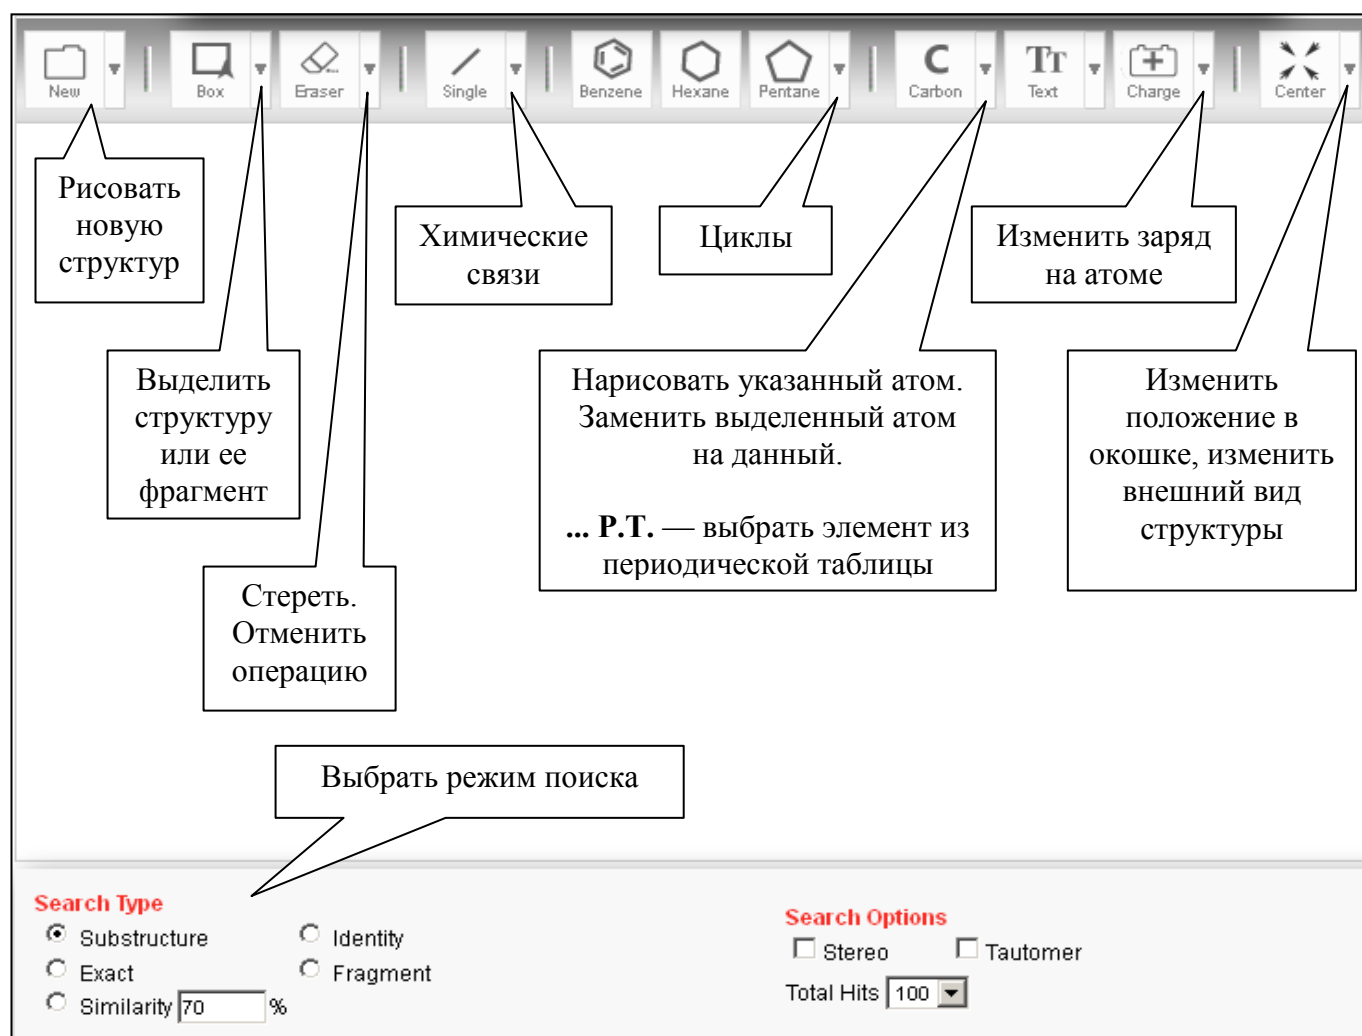 New
Box
Eraser
Single
Benzene
Hexane
Pentane
C
Carbon
TT
Text
Charge
Center
Рисовать
новую
структур
Химические
связи
Циклы
Изменить заряд
на атоме
Выделить
структуру
или ее
фрагмент
Нарисовать указанный атом.
Заменить выделенный атом
на данный.
... P.T. — выбрать элемент из
периодической таблицы
Изменить
положение в
окошке, изменить
внешний вид
структуры
Стереть.
Отменить
операцию
Выбрать режим поиска
Search Type
Substructure
Identity
Exact
Fragment
Similarity 70 %
Search Options
Stereo
Tautomer
Total Hits 100